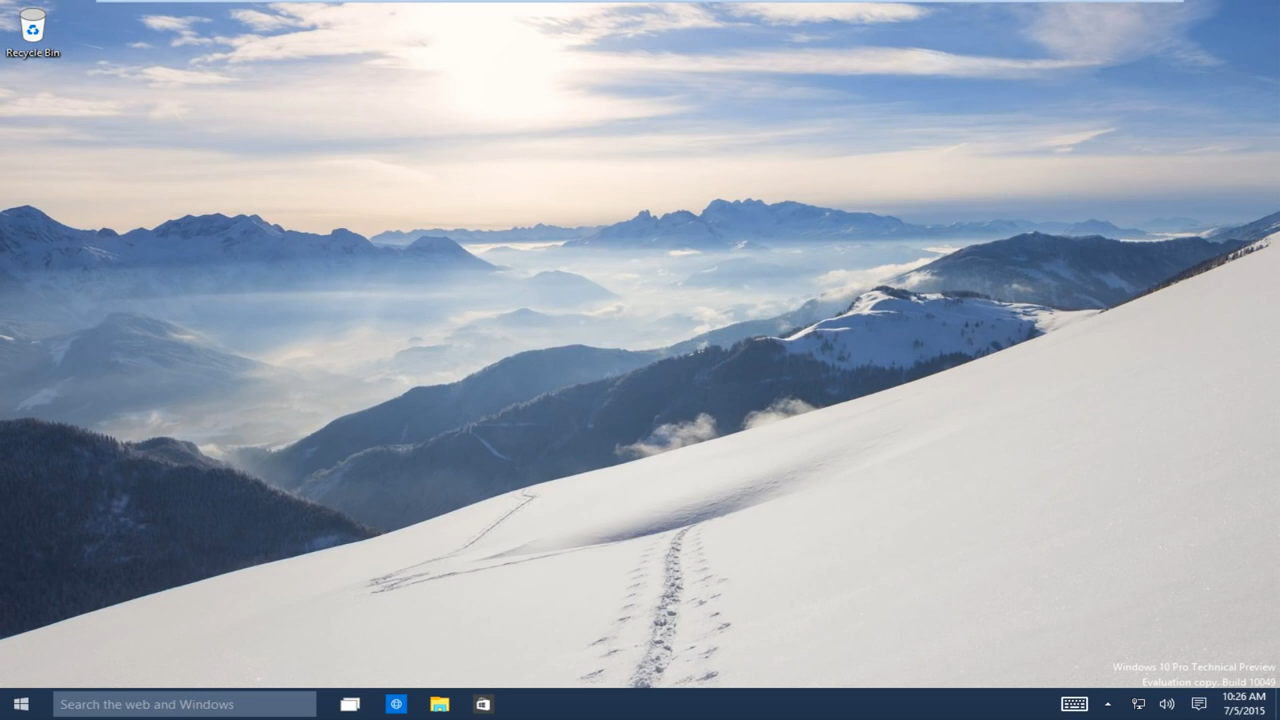 Recycle Bin
Windows 10 Pro Technical Preview
Evaluation copy. Build 10049
Search the web and Windows
10:26 AM
7/5/2015